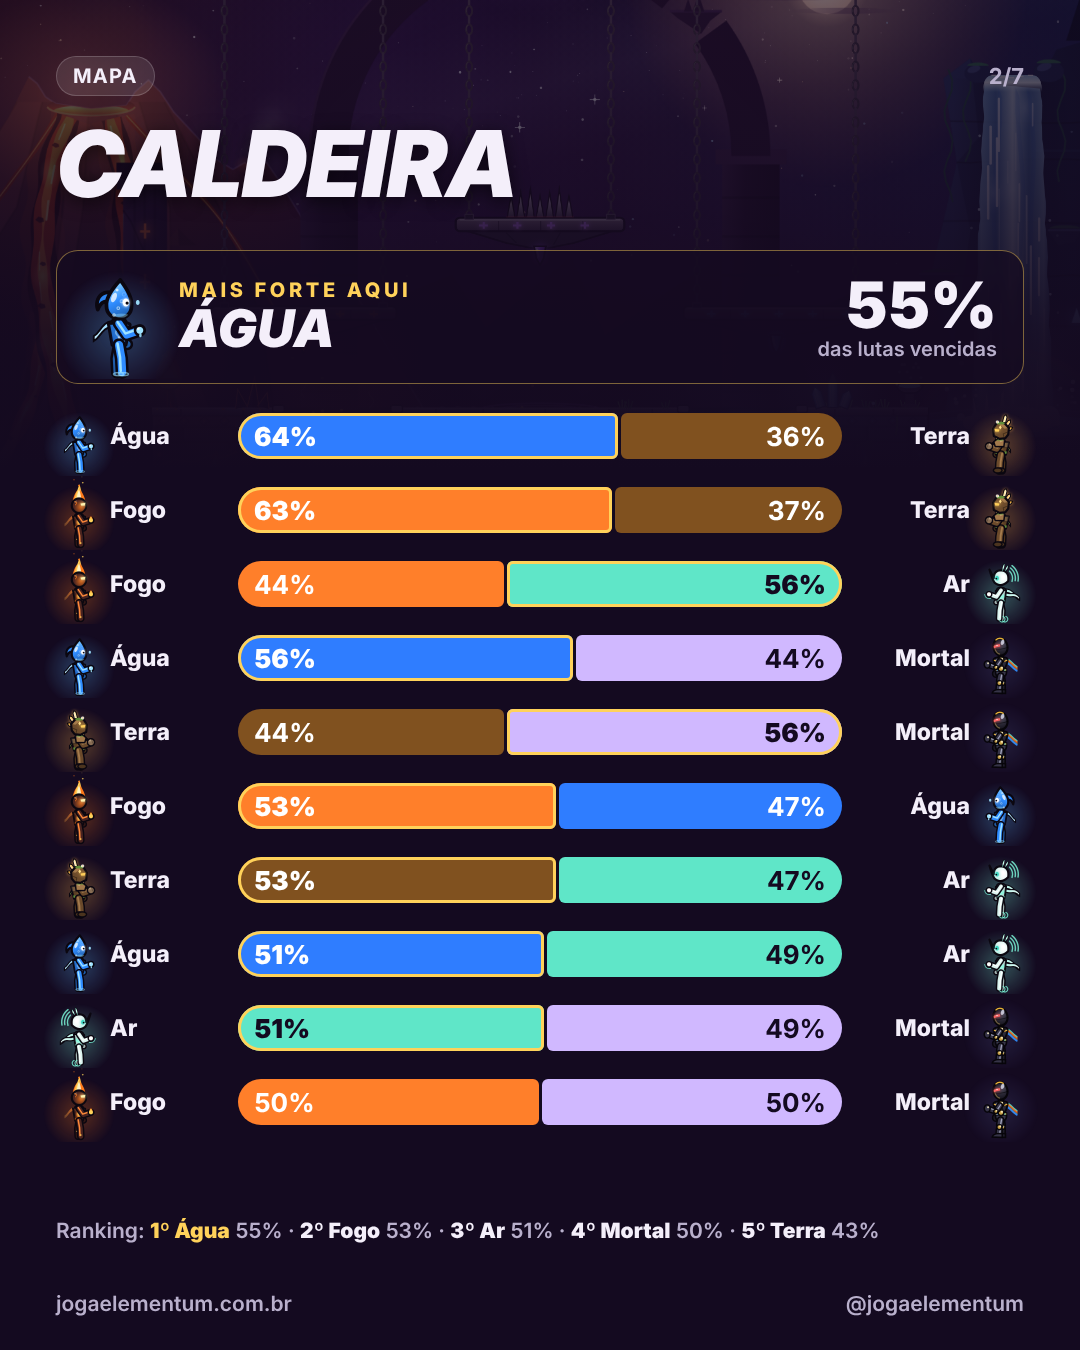 MAPA
2/7
CALDEIRA
MAIS FORTE AQUI
ÁGUA
55%
das lutas vencidas
Água 64% 36% Terra
Fogo 63% 37% Terra
Fogo 44% 56% Ar
Água 56% 44% Mortal
Terra 44% 56% Mortal
Fogo 53% 47% Água
Terra 53% 47% Ar
Água 51% 49% Ar
Ar 51% 49% Mortal
Fogo 50% 50% Mortal
Ranking: 1º Água 55% · 2º Fogo 53% · 3º Ar 51% · 4º Mortal 50% · 5º Terra 43%
jogaelementum.com.br
@jogaelementum